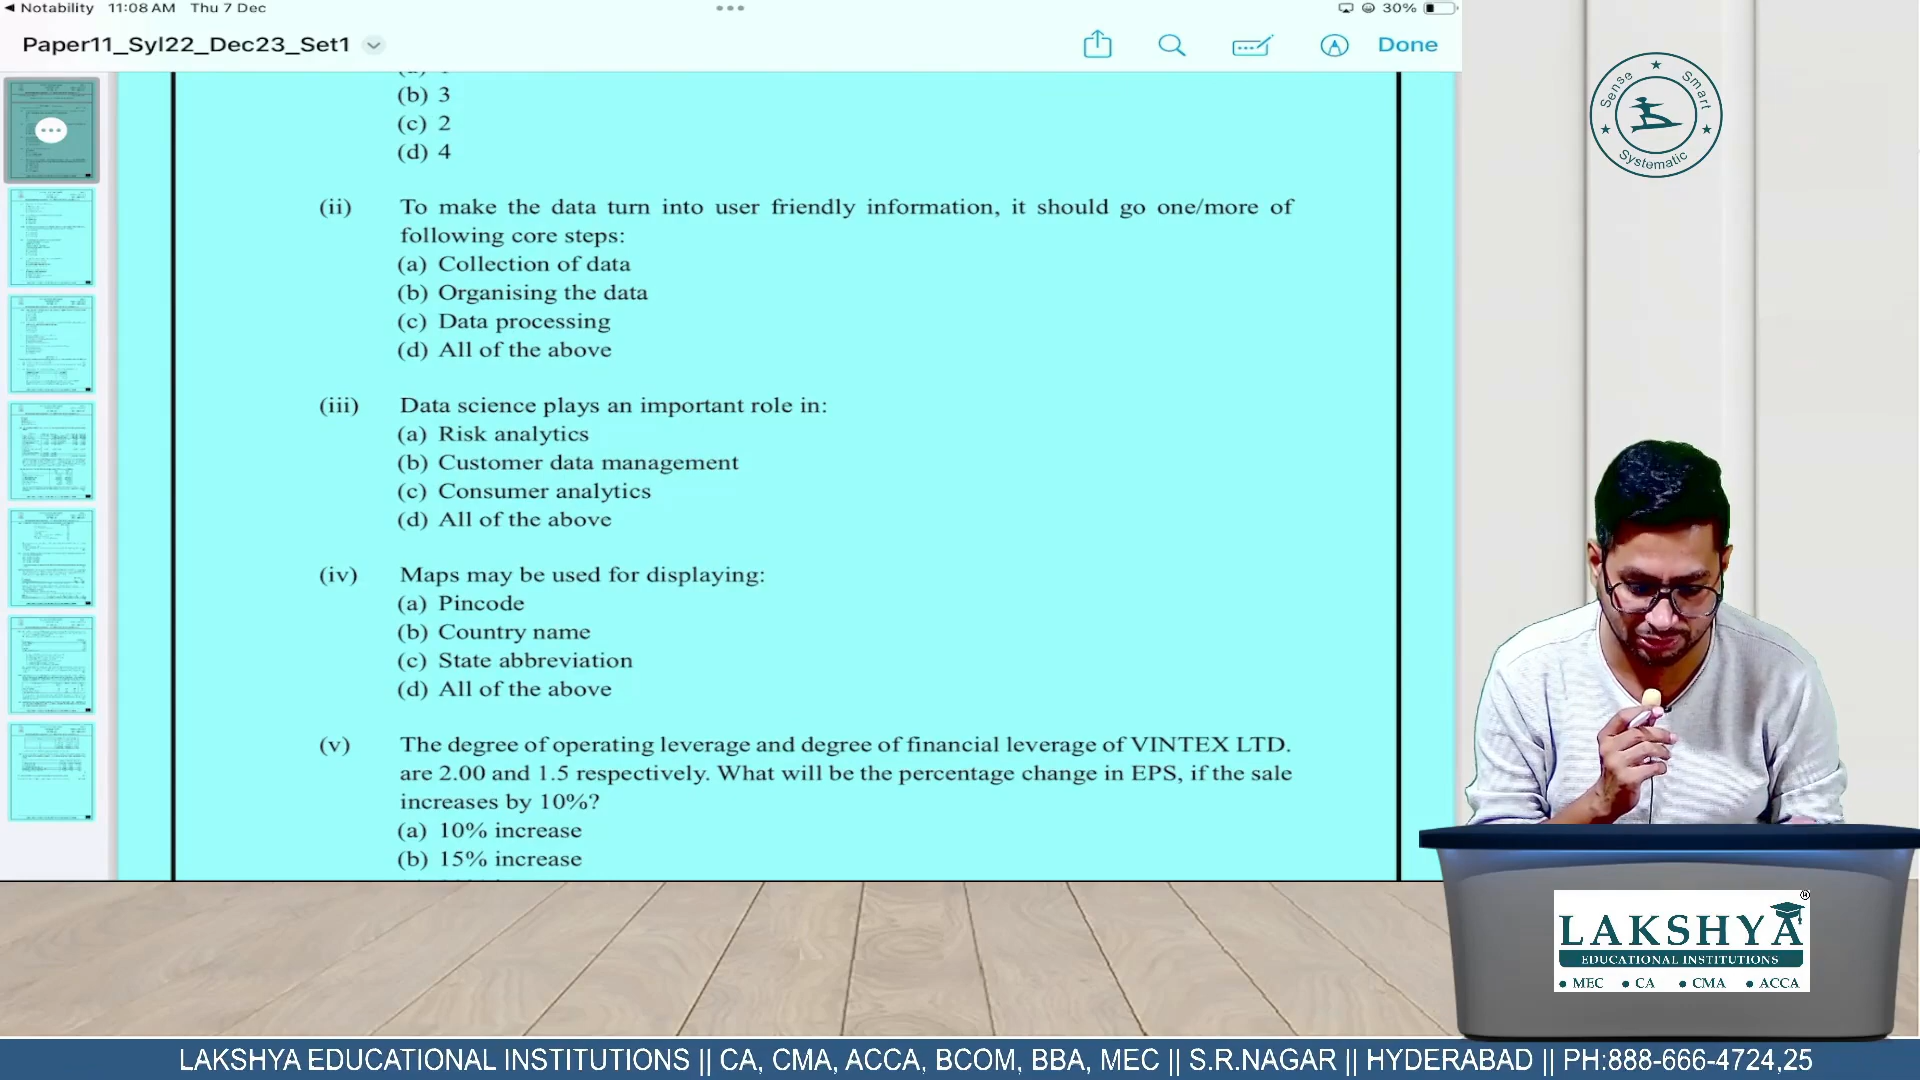 ◀ Notability 11:08 AM Thu 7 Dec
30%
Paper11_Syl22_Dec23_Set1
Done
(b) 3
(c) 2
(d) 4
(ii) To make the data turn into user friendly information, it should go one/more of
following core steps:
(a) Collection of data
(b) Organising the data
(c) Data processing
(d) All of the above
(iii) Data science plays an important role in:
(a) Risk analytics
(b) Customer data management
(c) Consumer analytics
(d) All of the above
(iv) Maps may be used for displaying:
(a) Pincode
(b) Country name
(c) State abbreviation
(d) All of the above
(v) The degree of operating leverage and degree of financial leverage of VINTEX LTD.
are 2.00 and 1.5 respectively. What will be the percentage change in EPS, if the sale
increases by 10%?
(a) 10% increase
(b) 15% increase
Sense
Smart
Systematic
LAKSHYA®
EDUCATIONAL INSTITUTIONS
• MEC • CA • CMA • ACCA
LAKSHYA EDUCATIONAL INSTITUTIONS || CA, CMA, ACCA, BCOM, BBA, MEC || S.R.NAGAR || HYDERABAD || PH:888-666-4724,25